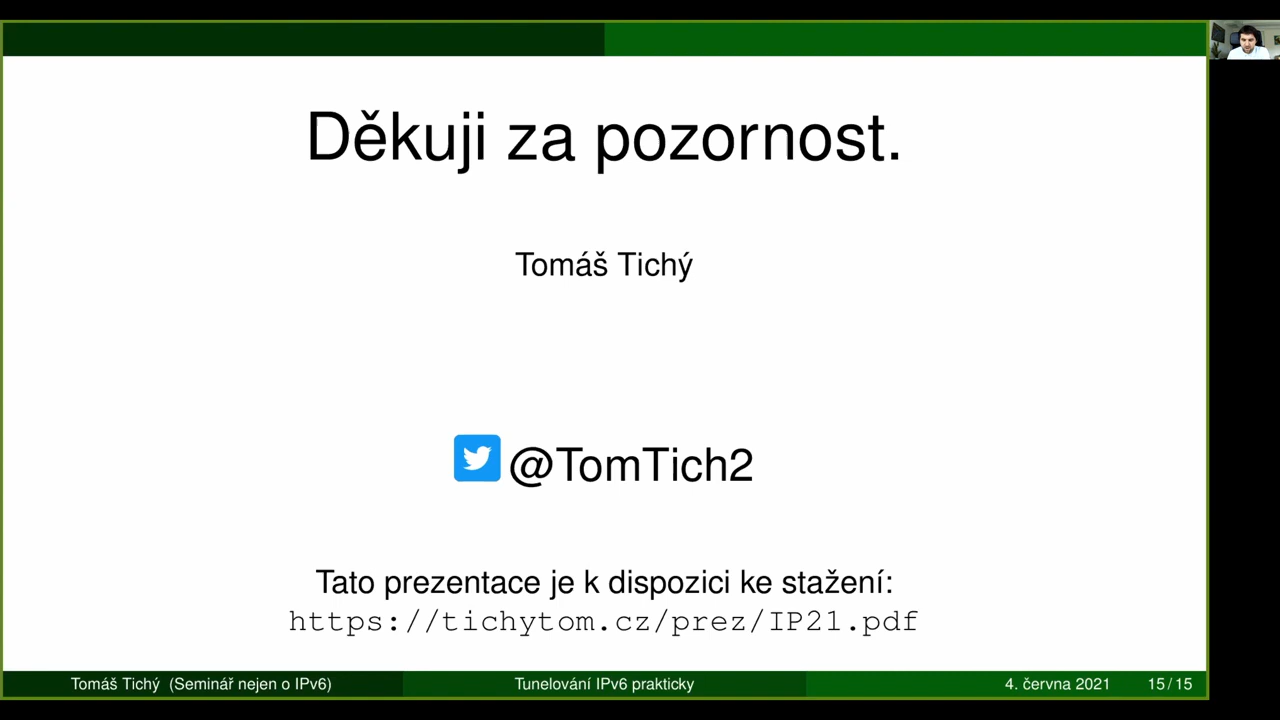 Děkuji za pozornost.
Tomáš Tichý
@TomTich2
Tato prezentace je k dispozici ke stažení:
https://tichytom.cz/prez/IP21.pdf
Tomáš Tichý (Seminář nejen o IPv6)
Tunelování IPv6 prakticky
4. června 2021
15 / 15